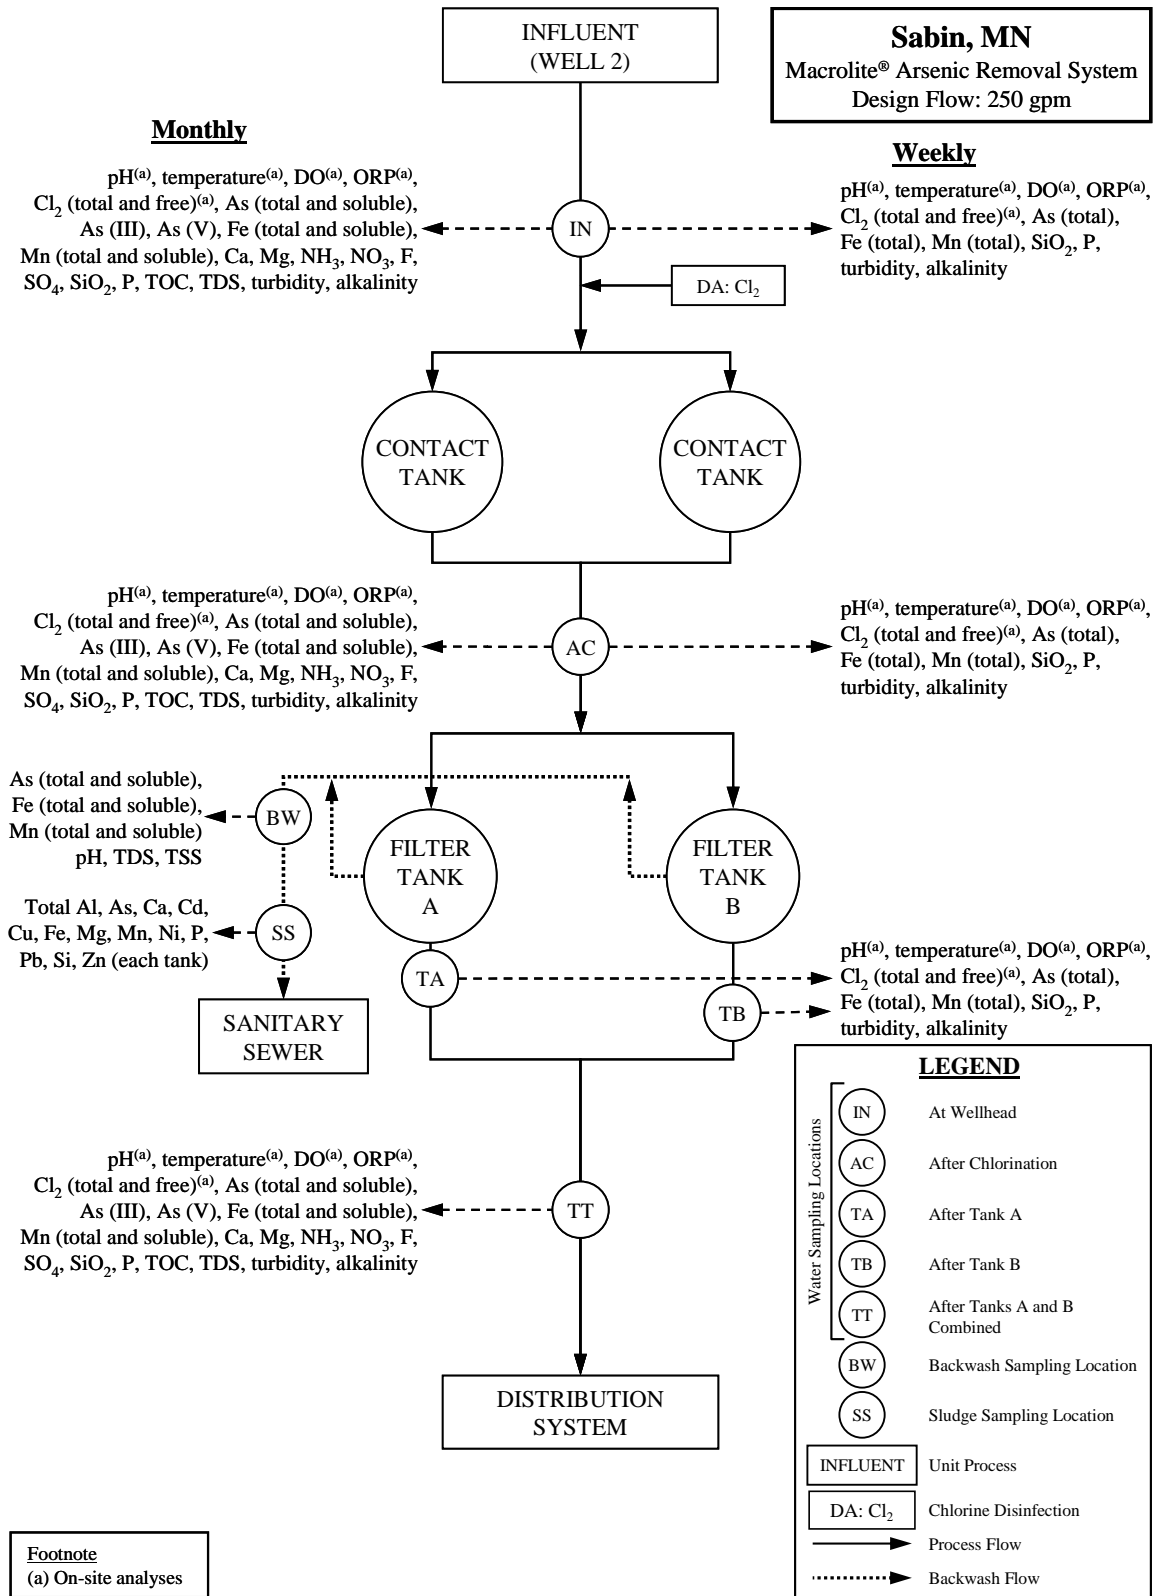 INFLUENT
(WELL 2)
Sabin, MN
Macrolite® Arsenic Removal System
Design Flow: 250 gpm
Monthly
pH(a), temperature(a), DO(a), ORP(a),
Cl2 (total and free)(a), As (total and soluble),
As (III), As (V), Fe (total and soluble),
Mn (total and soluble), Ca, Mg, NH3, NO3, F,
SO4, SiO2, P, TOC, TDS, turbidity, alkalinity
IN
Weekly
pH(a), temperature(a), DO(a), ORP(a),
Cl2 (total and free)(a), As (total),
Fe (total), Mn (total), SiO2, P,
turbidity, alkalinity
DA: Cl2
CONTACT
TANK
CONTACT
TANK
pH(a), temperature(a), DO(a), ORP(a),
Cl2 (total and free)(a), As (total and soluble),
As (III), As (V), Fe (total and soluble),
Mn (total and soluble), Ca, Mg, NH3, NO3, F,
SO4, SiO2, P, TOC, TDS, turbidity, alkalinity
AC
pH(a), temperature(a), DO(a), ORP(a),
Cl2 (total and free)(a), As (total),
Fe (total), Mn (total), SiO2, P,
turbidity, alkalinity
As (total and soluble),
Fe (total and soluble),
Mn (total and soluble)
pH, TDS, TSS
BW
FILTER
TANK
A
FILTER
TANK
B
Total Al, As, Ca, Cd,
Cu, Fe, Mg, Mn, Ni, P,
Pb, Si, Zn (each tank)
SS
TA
TB
pH(a), temperature(a), DO(a), ORP(a),
Cl2 (total and free)(a), As (total),
Fe (total), Mn (total), SiO2, P,
turbidity, alkalinity
SANITARY
SEWER
pH(a), temperature(a), DO(a), ORP(a),
Cl2 (total and free)(a), As (total and soluble),
As (III), As (V), Fe (total and soluble),
Mn (total and soluble), Ca, Mg, NH3, NO3, F,
SO4, SiO2, P, TOC, TDS, turbidity, alkalinity
TT
DISTRIBUTION
SYSTEM
LEGEND
Water Sampling Locations
IN At Wellhead
AC After Chlorination
TA After Tank A
TB After Tank B
TT After Tanks A and B
Combined
BW Backwash Sampling Location
SS Sludge Sampling Location
INFLUENT Unit Process
DA: Cl2 Chlorine Disinfection
Process Flow
Backwash Flow
Footnote
(a) On-site analyses